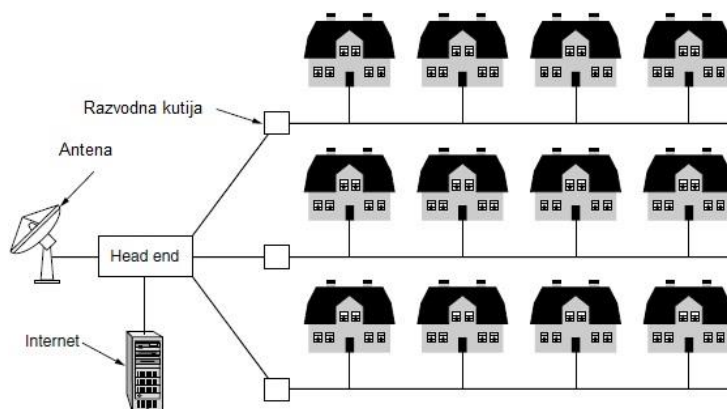 Razvodna kutija
Antena
Head end
Internet